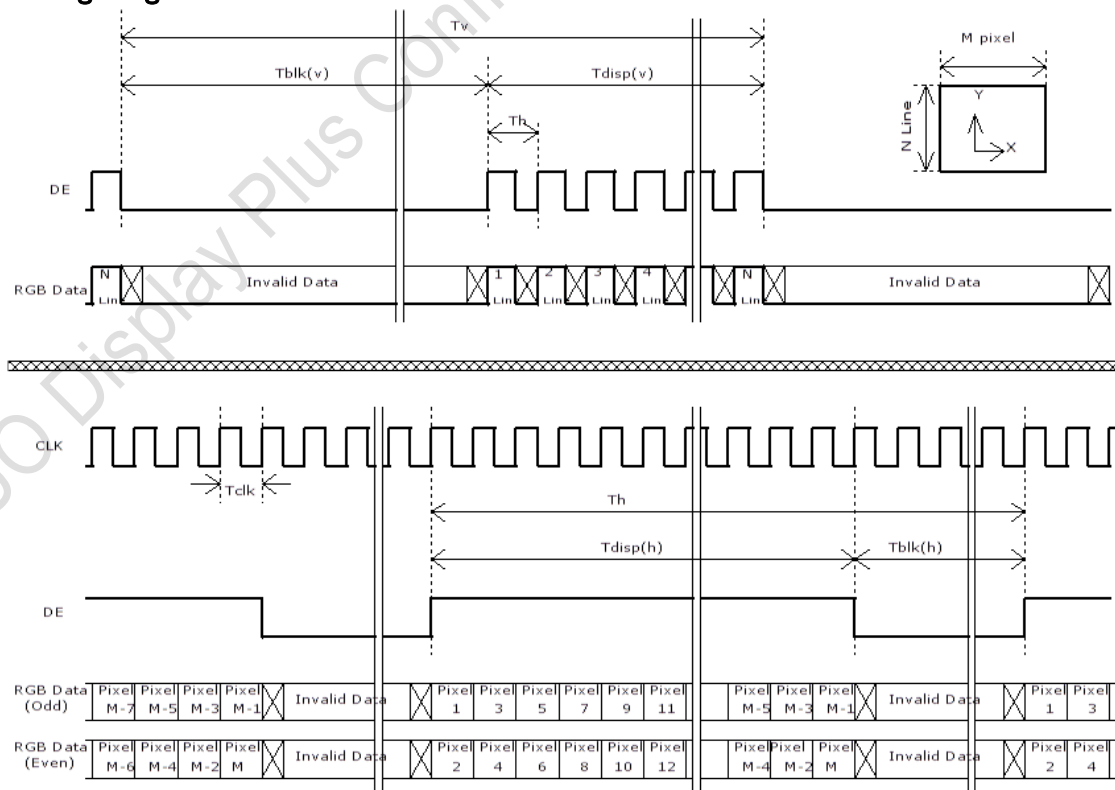 Tv
M pixel
Tblk(v)
Tdisp(v)
N Line
Y
X
Th
DE
RGB Data
N
Lin
Invalid Data
1
Lin
2
Lin
3
Lin
4
Lin
N
Lin
Invalid Data
Display Plus
CLK
Tclk
Th
Tdisp(h)
Tblk(h)
DE
RGB Data
(Odd)
Pixel Pixel Pixel Pixel
M-7 M-5 M-3 M-1
Invalid Data
Pixel Pixel Pixel Pixel Pixel Pixel
1 3 5 7 9 11
Pixel Pixel Pixel
M-5 M-3 M-1
Invalid Data
Pixel Pixel
1 3
RGB Data
(Even)
Pixel Pixel Pixel Pixel
M-6 M-4 M-2 M
Invalid Data
Pixel Pixel Pixel Pixel Pixel Pixel
2 4 6 8 10 12
Pixel Pixel Pixel
M-4 M-2 M
Invalid Data
Pixel Pixel
2 4